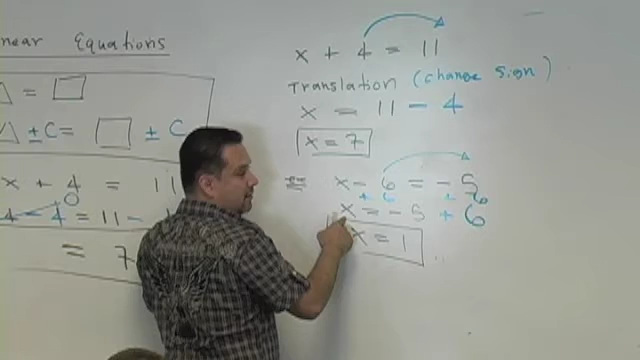 near Equations
△ = □
△ ± C = □ ± C
x + 4 = 11
0
4 - 4 = 11 -
= 7
x + 4 = 11
Translation (change sign)
x = 11 - 4
x = 7
x - 6 = - 5
+ 6 + 6
x = - 5 + 6
x = 1